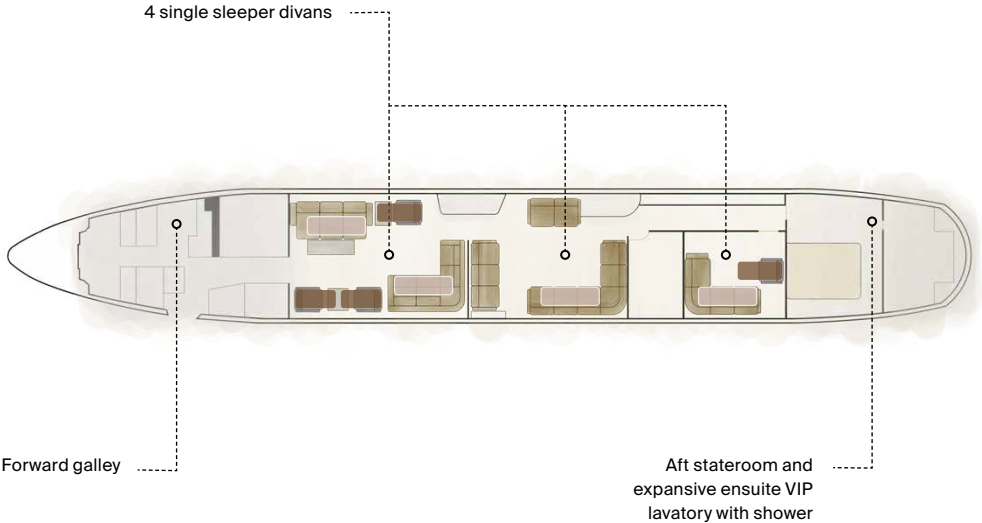 4 single sleeper divans
Forward galley
Aft stateroom and
expansive ensuite VIP
lavatory with shower